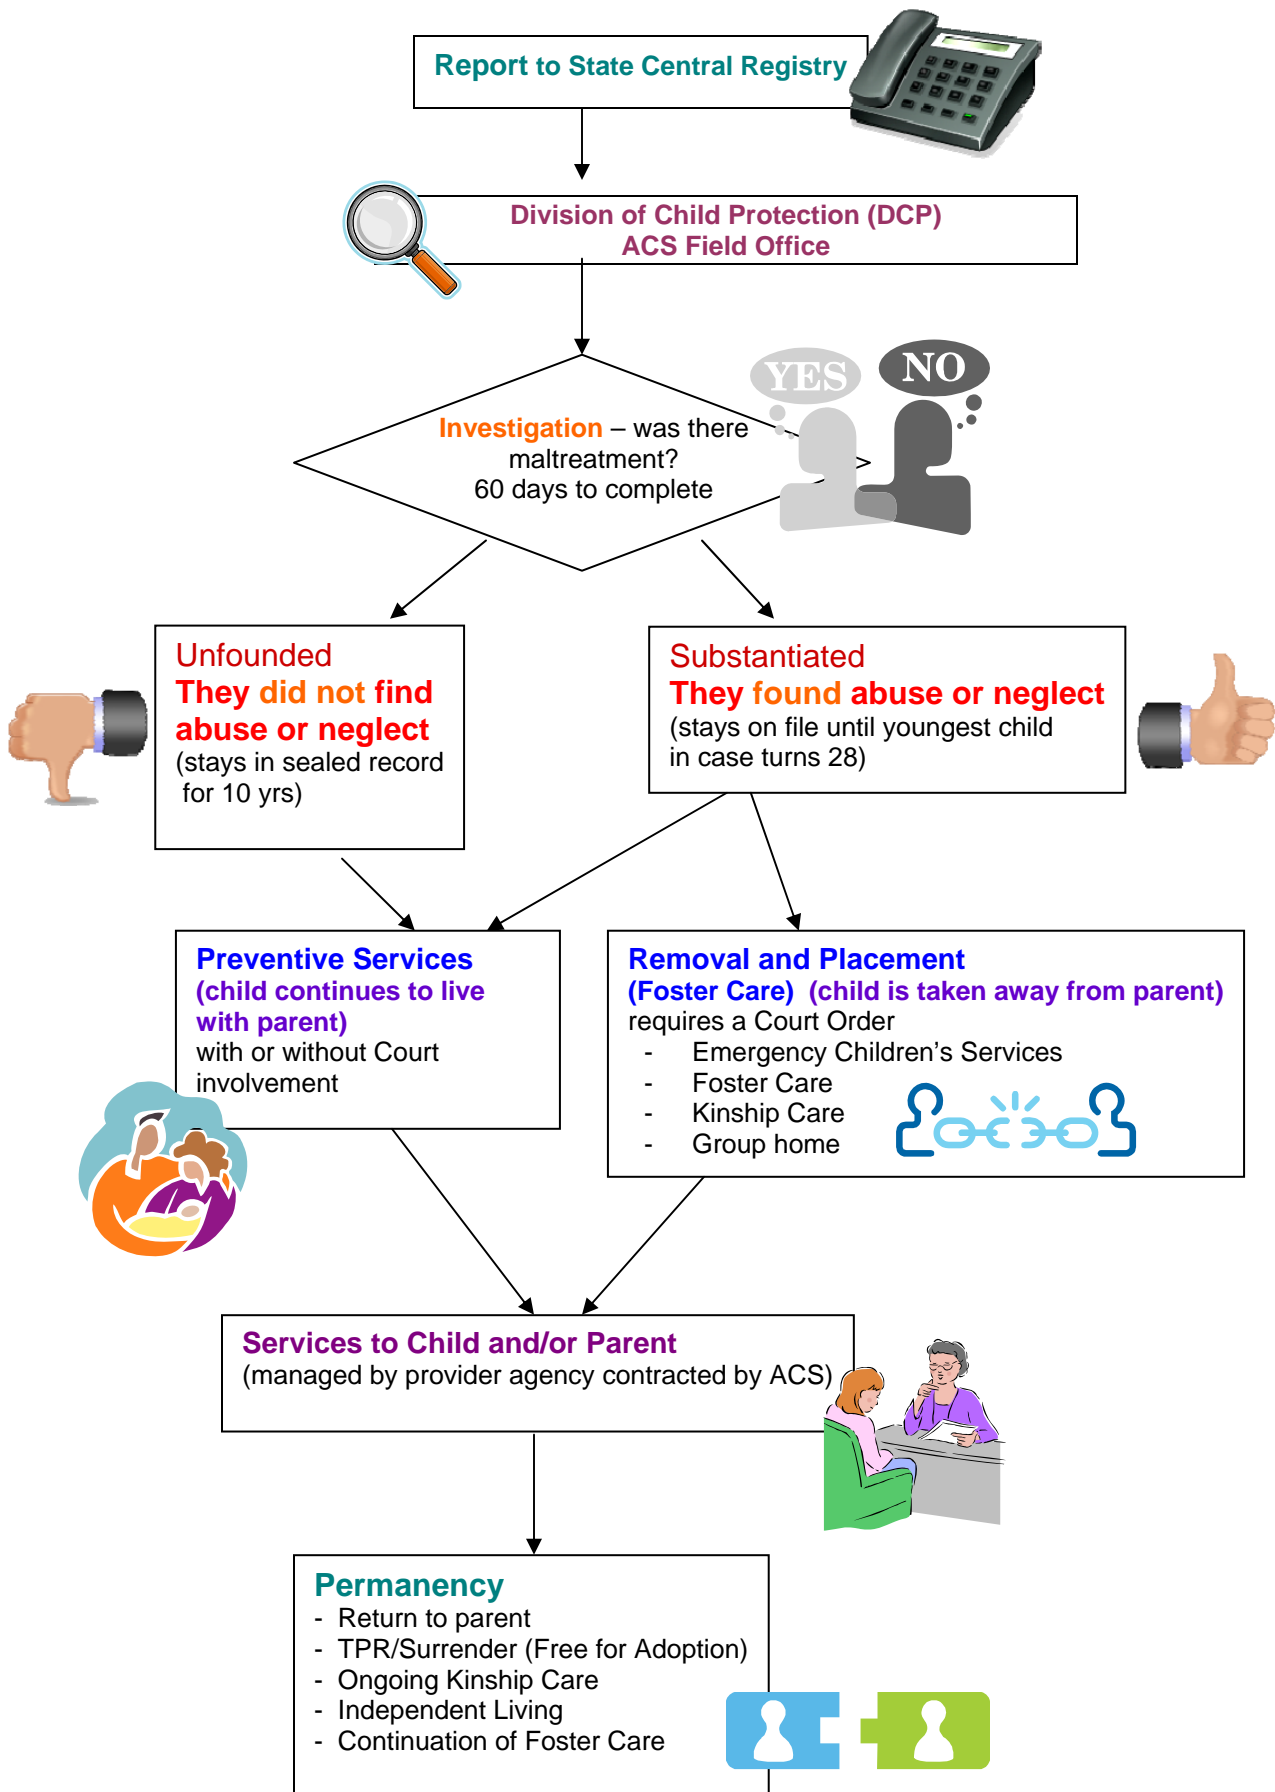 Report to State Central Registry
Division of Child Protection (DCP)
ACS Field Office
YES
NO
Investigation – was there
maltreatment?
60 days to complete
Unfounded
They did not find
abuse or neglect
(stays in sealed record
for 10 yrs)
Substantiated
They found abuse or neglect
(stays on file until youngest child
in case turns 28)
Preventive Services
(child continues to live
with parent)
with or without Court
involvement
Removal and Placement
(Foster Care) (child is taken away from parent)
requires a Court Order
- Emergency Children's Services
- Foster Care
- Kinship Care
- Group home
Services to Child and/or Parent
(managed by provider agency contracted by ACS)
Permanency
- Return to parent
- TPR/Surrender (Free for Adoption)
- Ongoing Kinship Care
- Independent Living
- Continuation of Foster Care